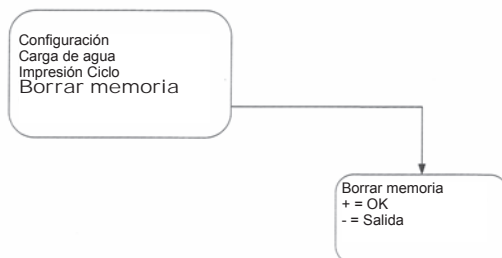 Configuración
Carga de agua
Impresión Ciclo
Borrar memoria
Borrar memoria
+ = OK
- = Salida